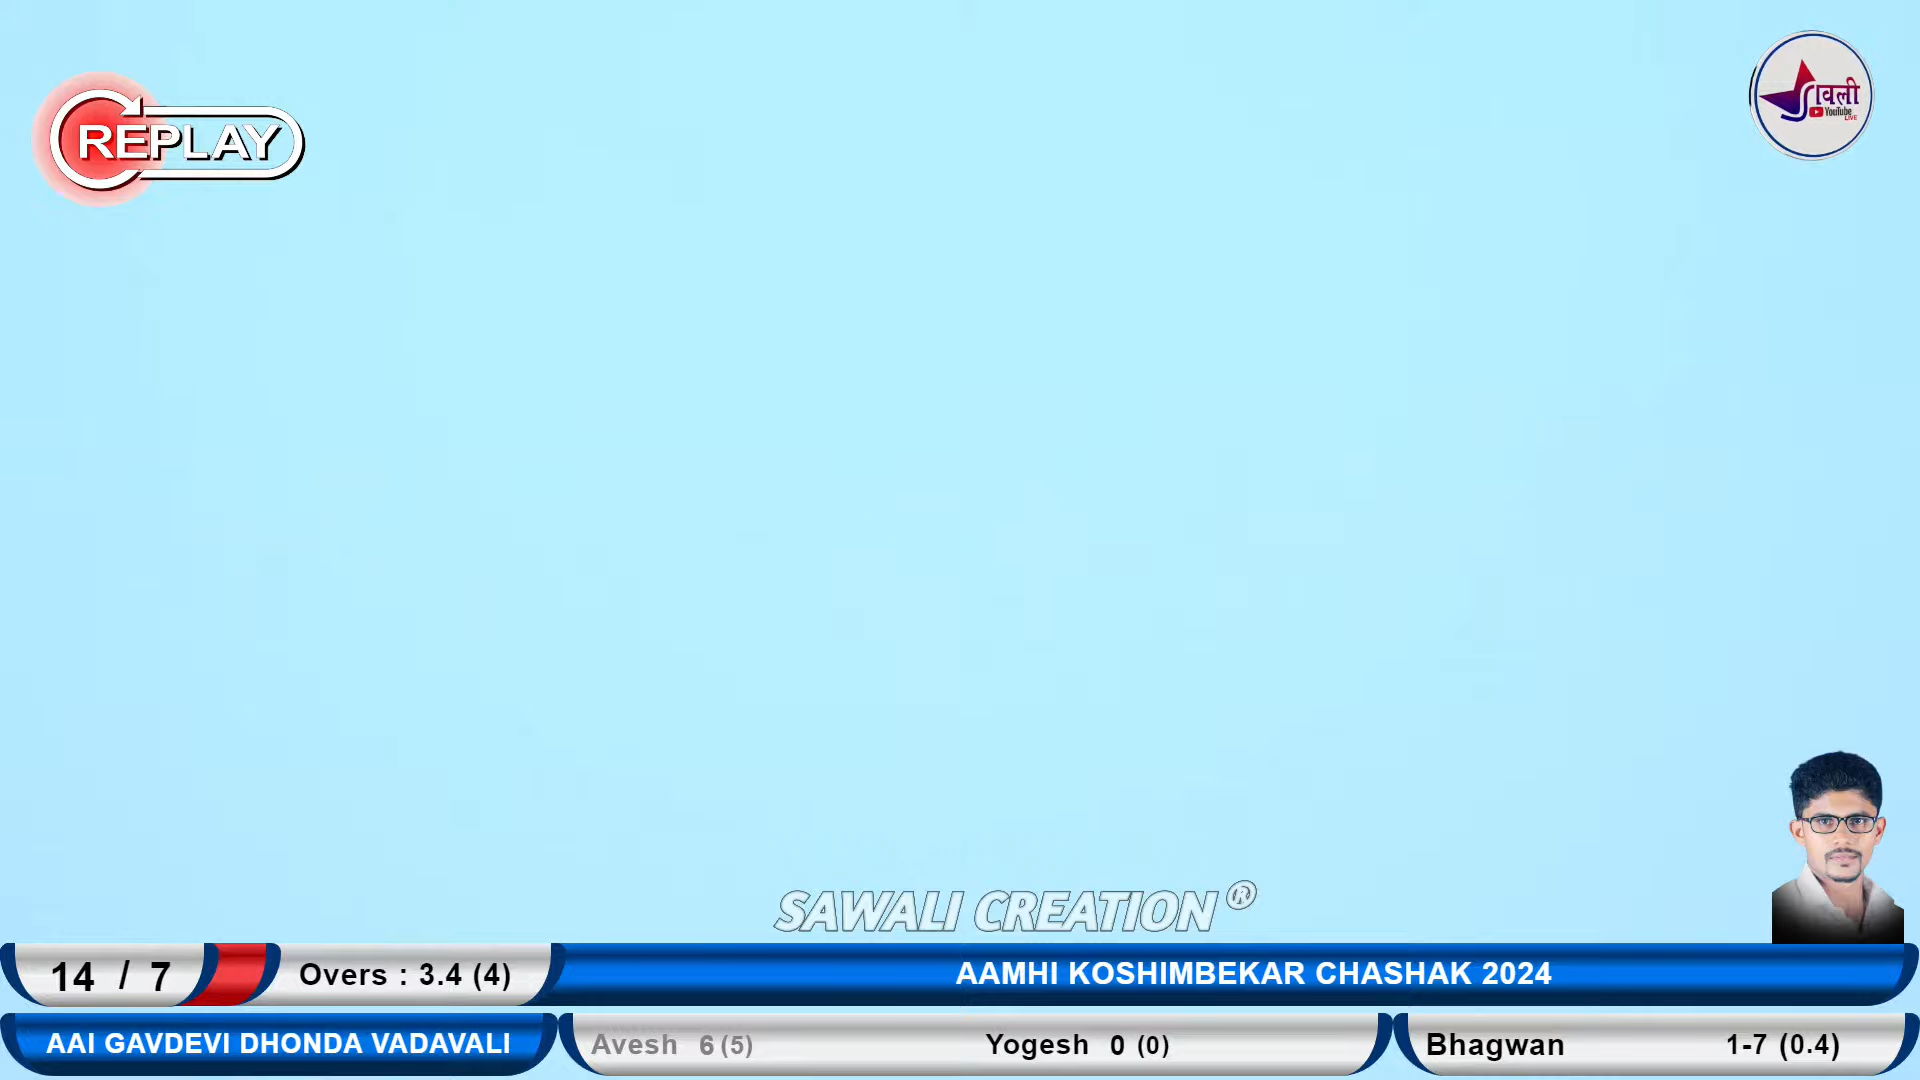 REPLAY
सावली
YouTube
LIVE
SAWALI CREATION ®
14 / 7
Overs : 3.4 (4)
AAMHI KOSHIMBEKAR CHASHAK 2024
AAI GAVDEVI DHONDA VADAVALI
Avesh 6 (5)
Yogesh 0 (0)
Bhagwan 1-7 (0.4)